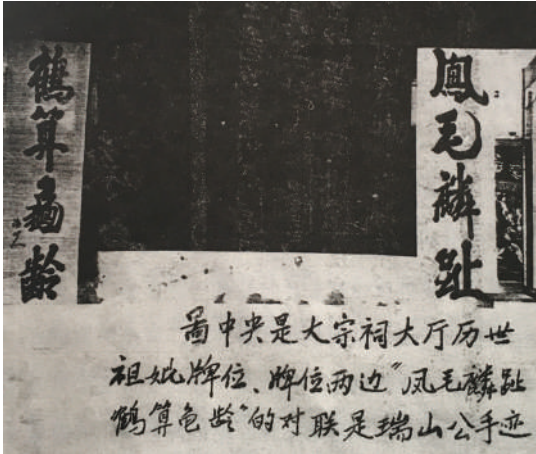 鳳毛麟趾
鶴算龜齡
畐中央是大宗祠大厅历世
祖妣牌位、牌位两边“凤毛麟趾
鹤算龟龄”的对联是瑞山公手迹